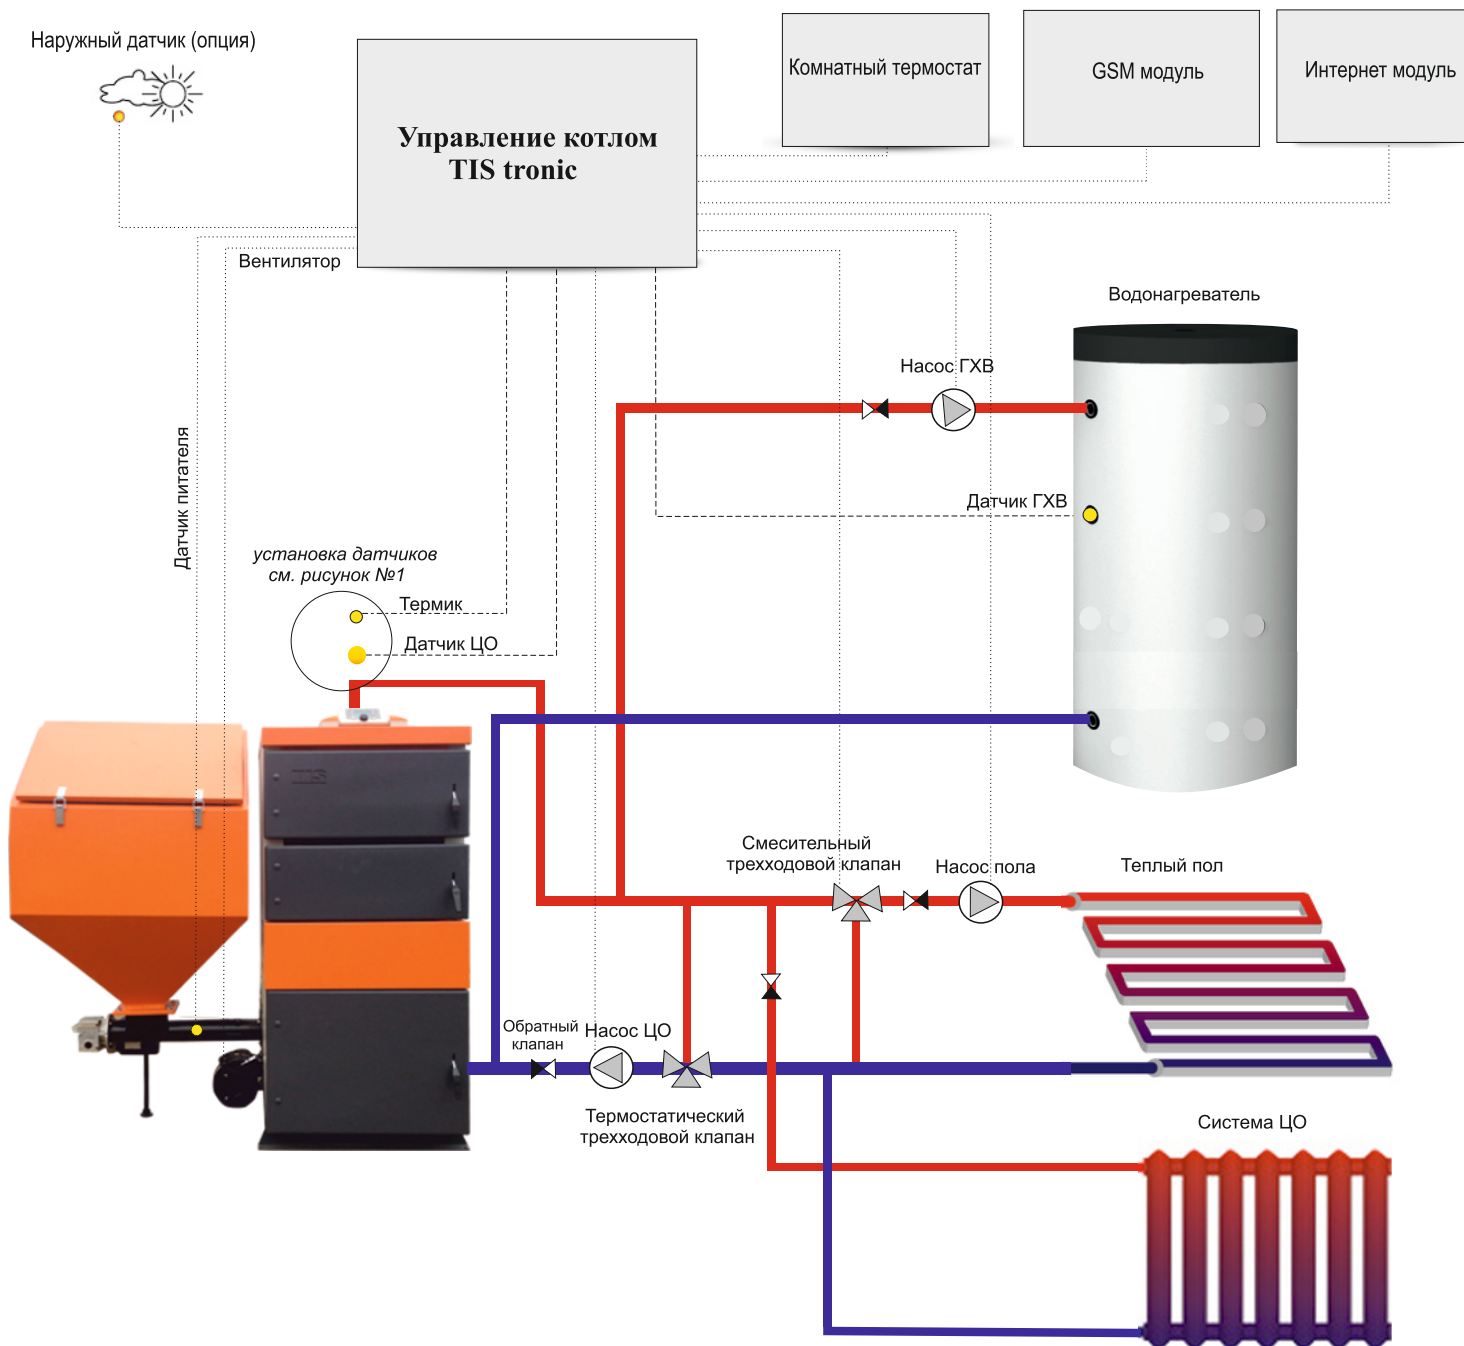 Наружный датчик (опция)
Управление котлом
TIS tronic
Комнатный термостат
GSM модуль
Интернет модуль
Вентилятор
Водонагреватель
Насос ГХВ
Датчик ГХВ
Датчик питателя
установка датчиков
см. рисунок №1
Термик
Датчик ЦО
Смесительный
трехходовой клапан
Насос пола
Теплый пол
Обратный
клапан
Насос ЦО
Термостатический
трехходовой клапан
Система ЦО